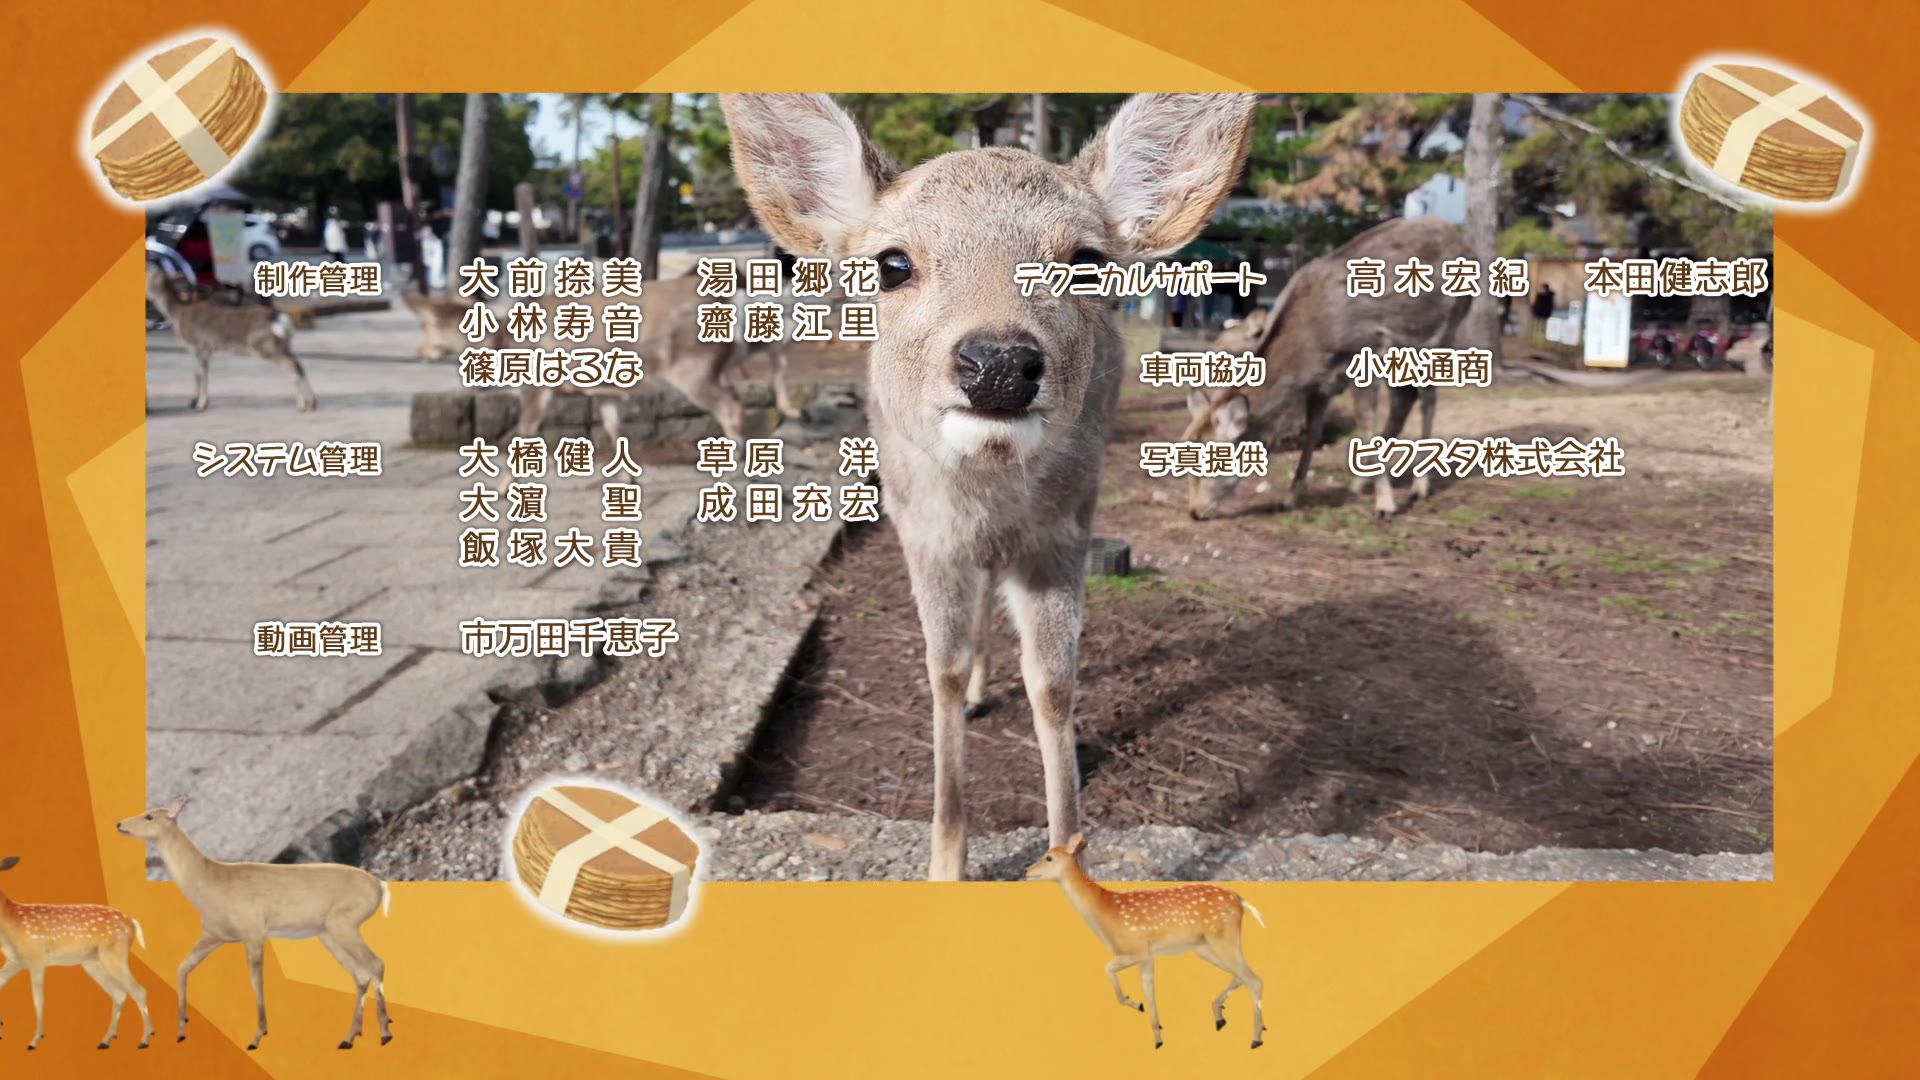 制作管理 大前捺美 湯田郷花
小林寿音 齋藤江里
篠原はるな
システム管理 大橋健人 草原 洋
大濵 聖 成田充宏
飯塚大貴
動画管理 市万田千恵子
テクニカルサポート 高木宏紀 本田健志郎
車両協力 小松通商
写真提供 ピクスタ株式会社